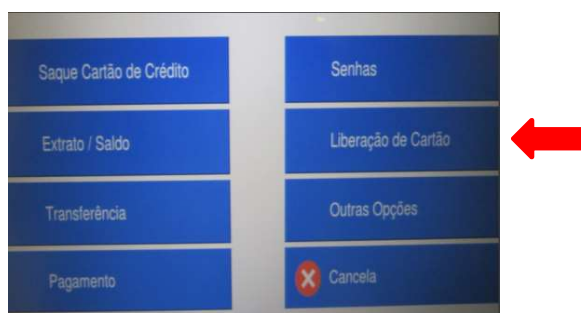 Saque Cartão de Crédito
Senhas
Extrato / Saldo
Liberação de Cartão
Transferência
Outras Opções
Pagamento
Cancela